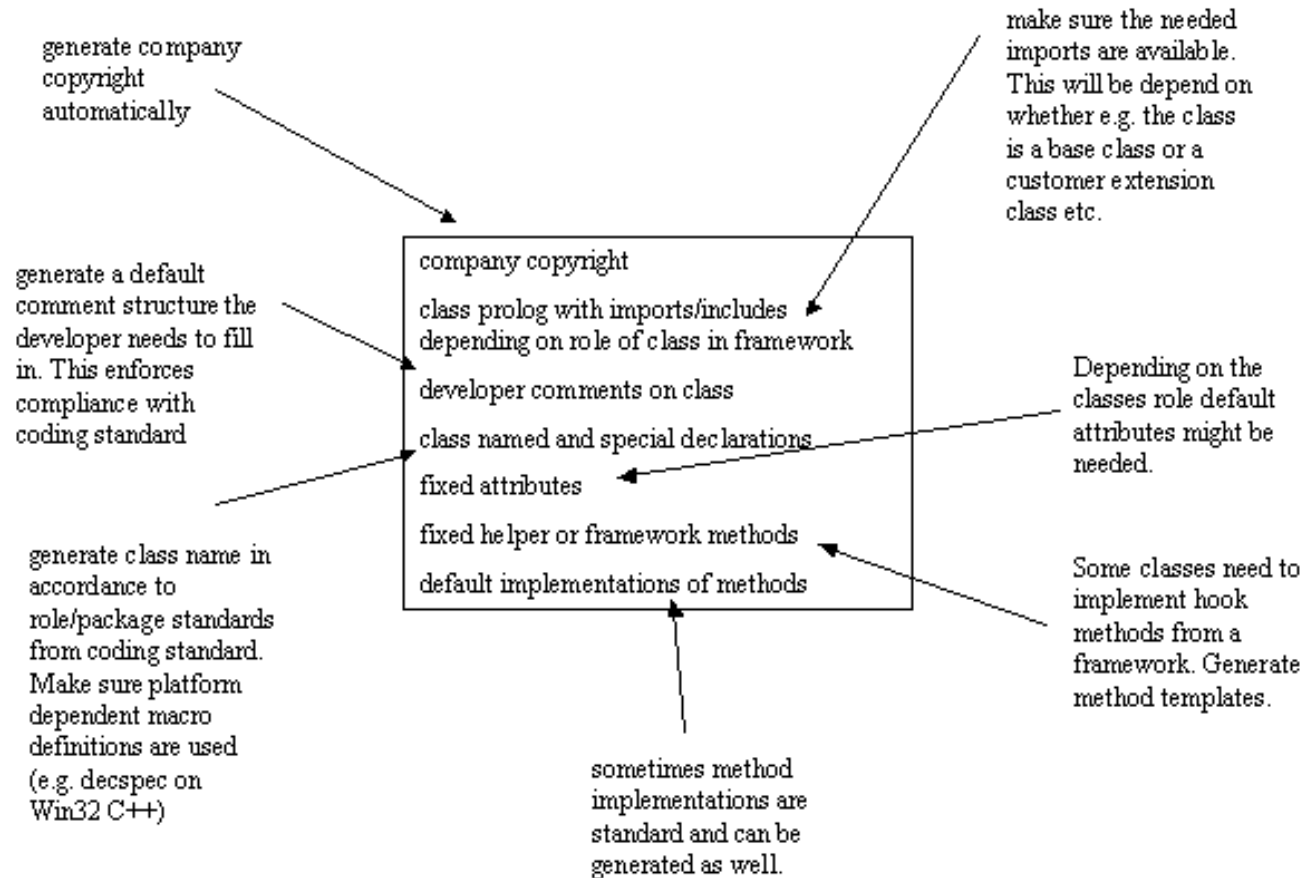 generate company
copyright
automatically
make sure the needed
imports are available.
This will be depend on
whether e.g. the class
is a base class or a
customer extension
class etc.
generate a default
comment structure the
developer needs to fill
in. This enforces
compliance with
coding standard
company copyright
class prolog with imports/includes
depending on role of class in framework
developer comments on class
class named and special declarations
fixed attributes
fixed helper or framework methods
default implementations of methods
Depending on the
classes role default
attributes might be
needed.
generate class name in
accordance to
role/package standards
from coding standard.
Make sure platform
dependent macro
definitions are used
(e.g. decspec on
Win32 C++)
Some classes need to
implement hook
methods from a
framework. Generate
method templates.
sometimes method
implementations are
standard and can be
generated as well.